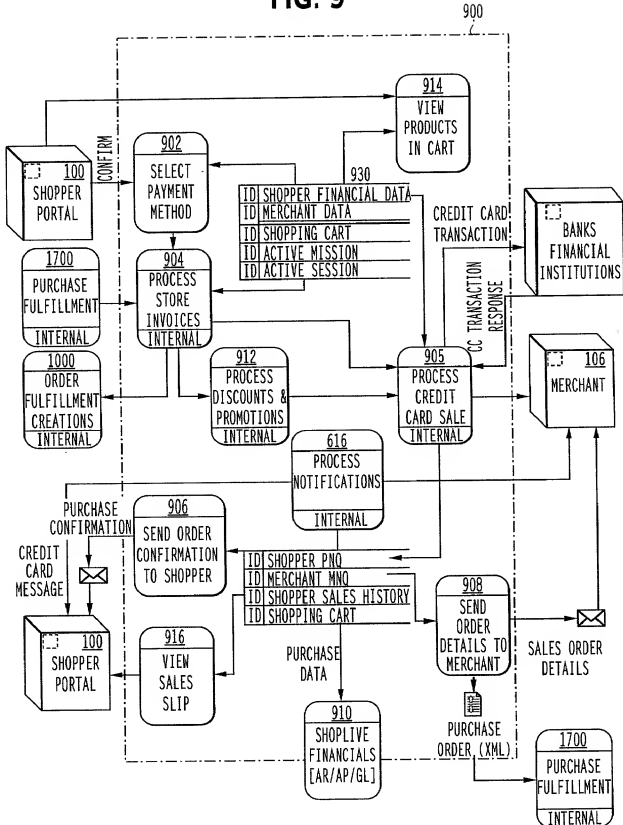 FIG. 9
900
914
VIEW
PRODUCTS
IN CART
100
SHOPPER
PORTAL
CONFIRM
902
SELECT
PAYMENT
METHOD
930
ID SHOPPER FINANCIAL DATA
ID MERCHANT DATA
ID SHOPPING CART
ID ACTIVE MISSION
ID ACTIVE SESSION
CREDIT CARD
TRANSACTION
BANKS
FINANCIAL
INSTITUTIONS
CC TRANSACTION
RESPONSE
1700
PURCHASE
FULFILLMENT
INTERNAL
904
PROCESS
STORE
INVOICES
INTERNAL
1000
ORDER
FULFILLMENT
CREATIONS
INTERNAL
912
PROCESS
DISCOUNTS &
PROMOTIONS
INTERNAL
905
PROCESS
CREDIT
CARD SALE
INTERNAL
106
MERCHANT
616
PROCESS
NOTIFICATIONS
INTERNAL
PURCHASE
CONFIRMATION
CREDIT
CARD
MESSAGE
906
SEND ORDER
CONFIRMATION
TO SHOPPER
ID SHOPPER PNQ
ID MERCHANT MNQ
ID SHOPPER SALES HISTORY
ID SHOPPING CART
908
SEND
ORDER
DETAILS TO
MERCHANT
SALES ORDER
DETAILS
100
SHOPPER
PORTAL
916
VIEW
SALES
SLIP
PURCHASE
DATA
910
SHOPLIVE
FINANCIALS
[AR/AP/GL]
PURCHASE
ORDER (XML)
1700
PURCHASE
FULFILLMENT
INTERNAL